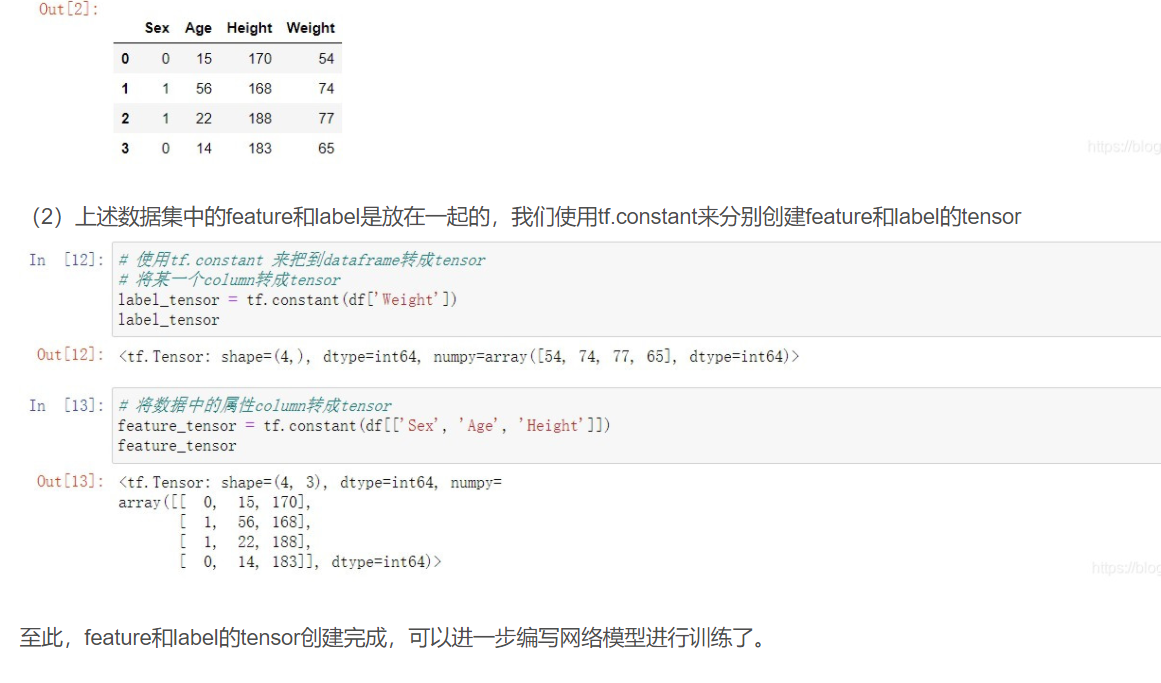 Out[2]:
Sex Age Height Weight
0 0 15 170 54
1 1 56 168 74
2 1 22 188 77
3 0 14 183 65
https://blog
（2）上述数据集中的feature和label是放在一起的，我们使用tf.constant来分别创建feature和label的tensor
In [12]: # 使用tf.constant 来把到dataframe转成tensor
# 将某一个column转成tensor
label_tensor = tf.constant(df['Weight'])
label_tensor
Out[12]: <tf.Tensor: shape=(4,), dtype=int64, numpy=array([54, 74, 77, 65], dtype=int64)>
In [13]: # 将数据中的属性column转成tensor
feature_tensor = tf.constant(df[['Sex', 'Age', 'Height']])
feature_tensor
Out[13]: <tf.Tensor: shape=(4, 3), dtype=int64, numpy=
array([[ 0, 15, 170],
[ 1, 56, 168],
[ 1, 22, 188],
[ 0, 14, 183]], dtype=int64)>
https://blog
至此，feature和label的tensor创建完成，可以进一步编写网络模型进行训练了。